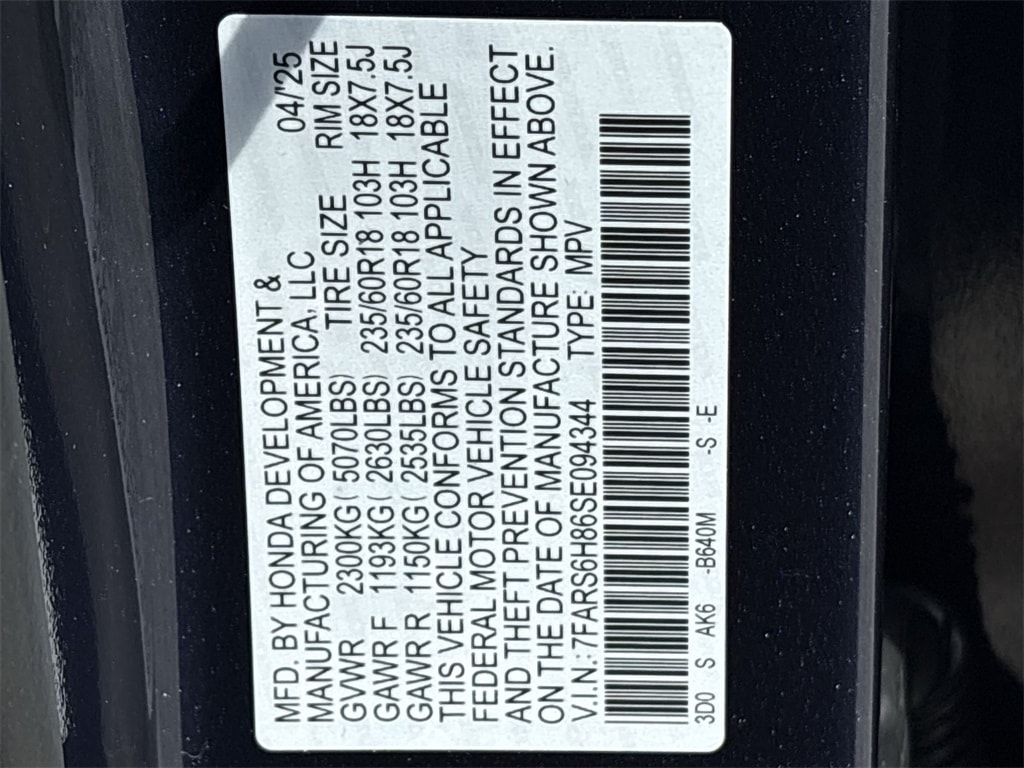 MFD. BY HONDA DEVELOPMENT & 04/'25
MANUFACTURING OF AMERICA, LLC
TIRE SIZE RIM SIZE
GVWR 2300KG( 5070LBS)
GAWR F 1193KG( 2630LBS) 235/60R18 103H 18X7.5J
GAWR R 1150KG( 2535LBS) 235/60R18 103H 18X7.5J
THIS VEHICLE CONFORMS TO ALL APPLICABLE
FEDERAL MOTOR VEHICLE SAFETY
AND THEFT PREVENTION STANDARDS IN EFFECT
ON THE DATE OF MANUFACTURE SHOWN ABOVE.
V.I.N.: 7FARS6H86SE094344 TYPE: MPV
3D0 S AK6 -B640M -S -E